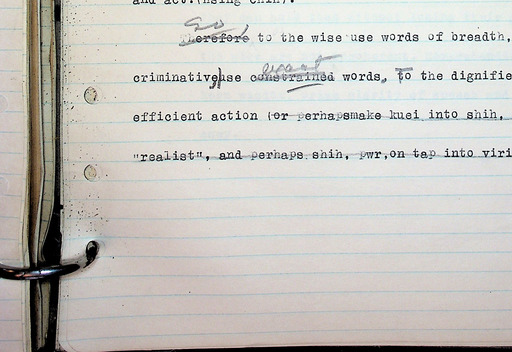 and act.(using chih).
So
Therefore to the wise use words of breadth,
exact
criminative use constrained words, To the dignifie
efficient action (or perhapsmake kuei into shih,
"realist", and perhaps shih, pwr,on tap into viri